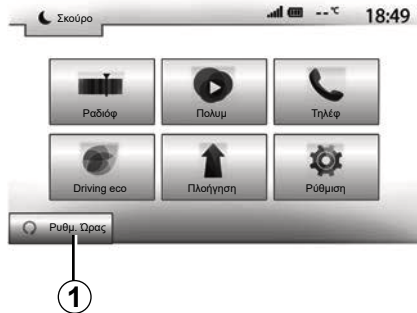 Σκούρο
--°C
18:49
Ραδιόφ
Πολυμ
Τηλέφ
Driving eco
Πλοήγηση
Ρύθμιση
Ρυθμ. Ώρας
1